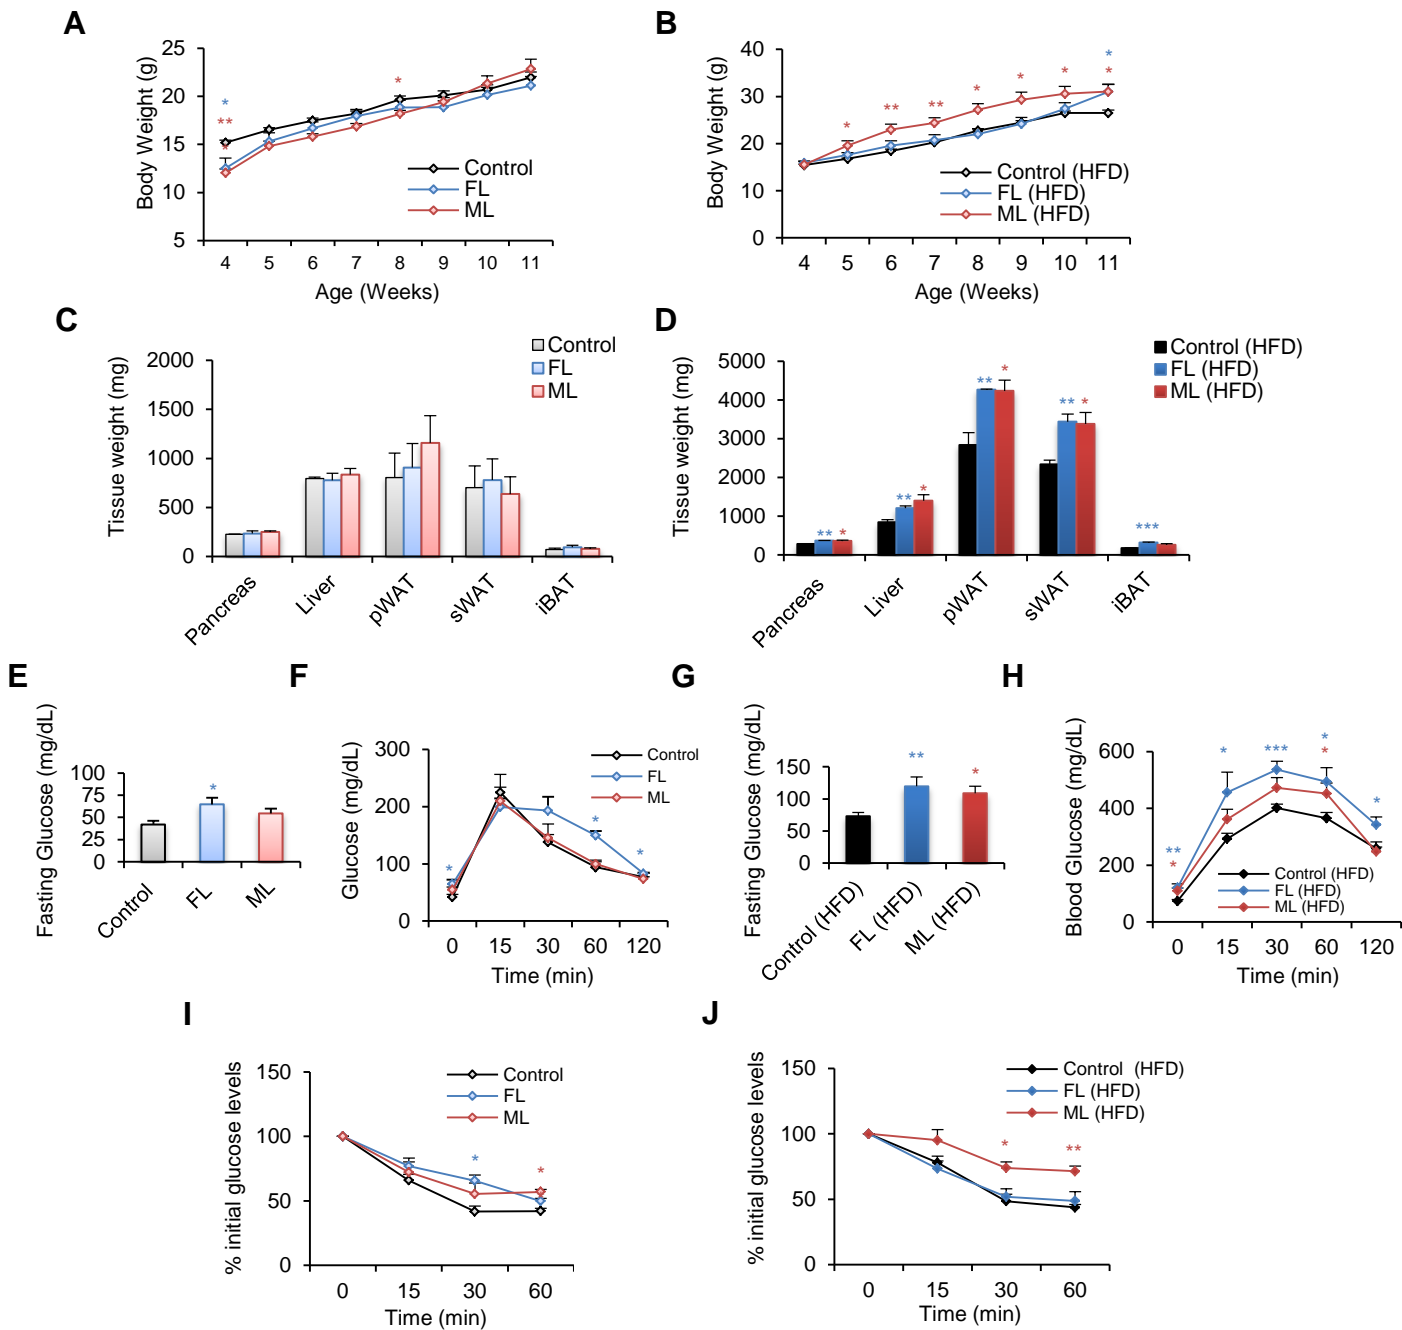 A
Body Weight (g)
25
20
15
10
5
*
**
*
*
Control
FL
ML
4 5 6 7 8 9 10 11
Age (Weeks)
B
Body Weight (g)
40
30
20
10
0
* ** ** * * * * *
Control (HFD)
FL (HFD)
ML (HFD)
4 5 6 7 8 9 10 11
Age (Weeks)
C
Tissue weight (mg)
2000
1500
1000
500
0
Control
FL
ML
Pancreas Liver pWAT sWAT iBAT
D
Tissue weight (mg)
5000
4000
3000
2000
1000
0
** * ** * ** * ** * ***
Control (HFD)
FL (HFD)
ML (HFD)
Pancreas Liver pWAT sWAT iBAT
E
Fasting Glucose (mg/dL)
100
75
50
25
0
*
Control FL ML
F
Glucose (mg/dL)
300
200
100
0
* * *
Control
FL
ML
0 15 30 60 120
Time (min)
G
Fasting Glucose (mg/dL)
150
100
50
0
** *
Control (HFD) FL (HFD) ML (HFD)
H
Blood Glucose (mg/dL)
600
400
200
0
** * * *** * * *
Control (HFD)
FL (HFD)
ML (HFD)
0 15 30 60 120
Time (min)
I
% initial glucose levels
150
100
50
0
* *
Control
FL
ML
0 15 30 60
Time (min)
J
% initial glucose levels
150
100
50
0
* **
Control (HFD)
FL (HFD)
ML (HFD)
0 15 30 60
Time (min)